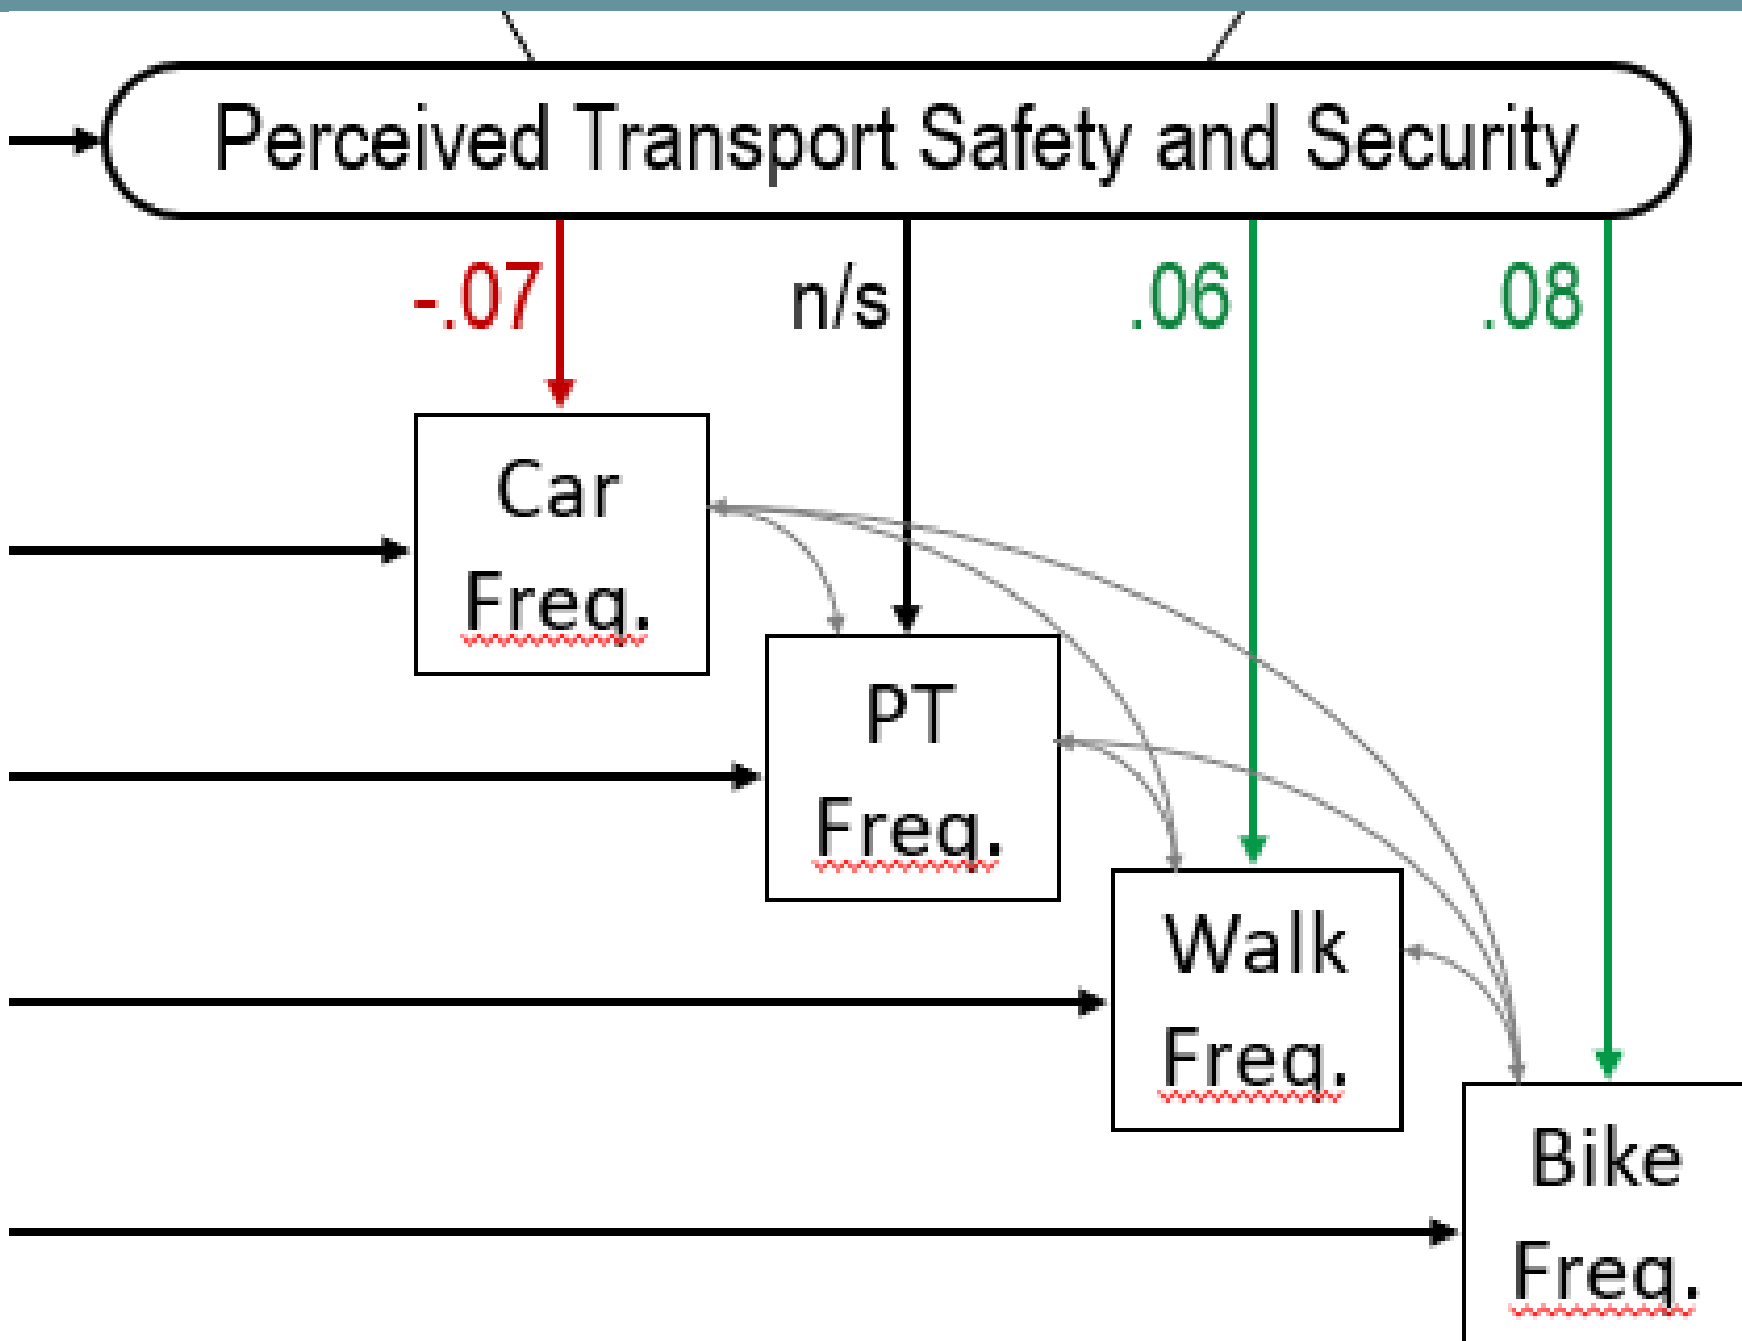 Perceived Transport Safety and Security
-.07
n/s
.06
.08
Car
Freq.
PT
Freq.
Walk
Freq.
Bike
Freq.